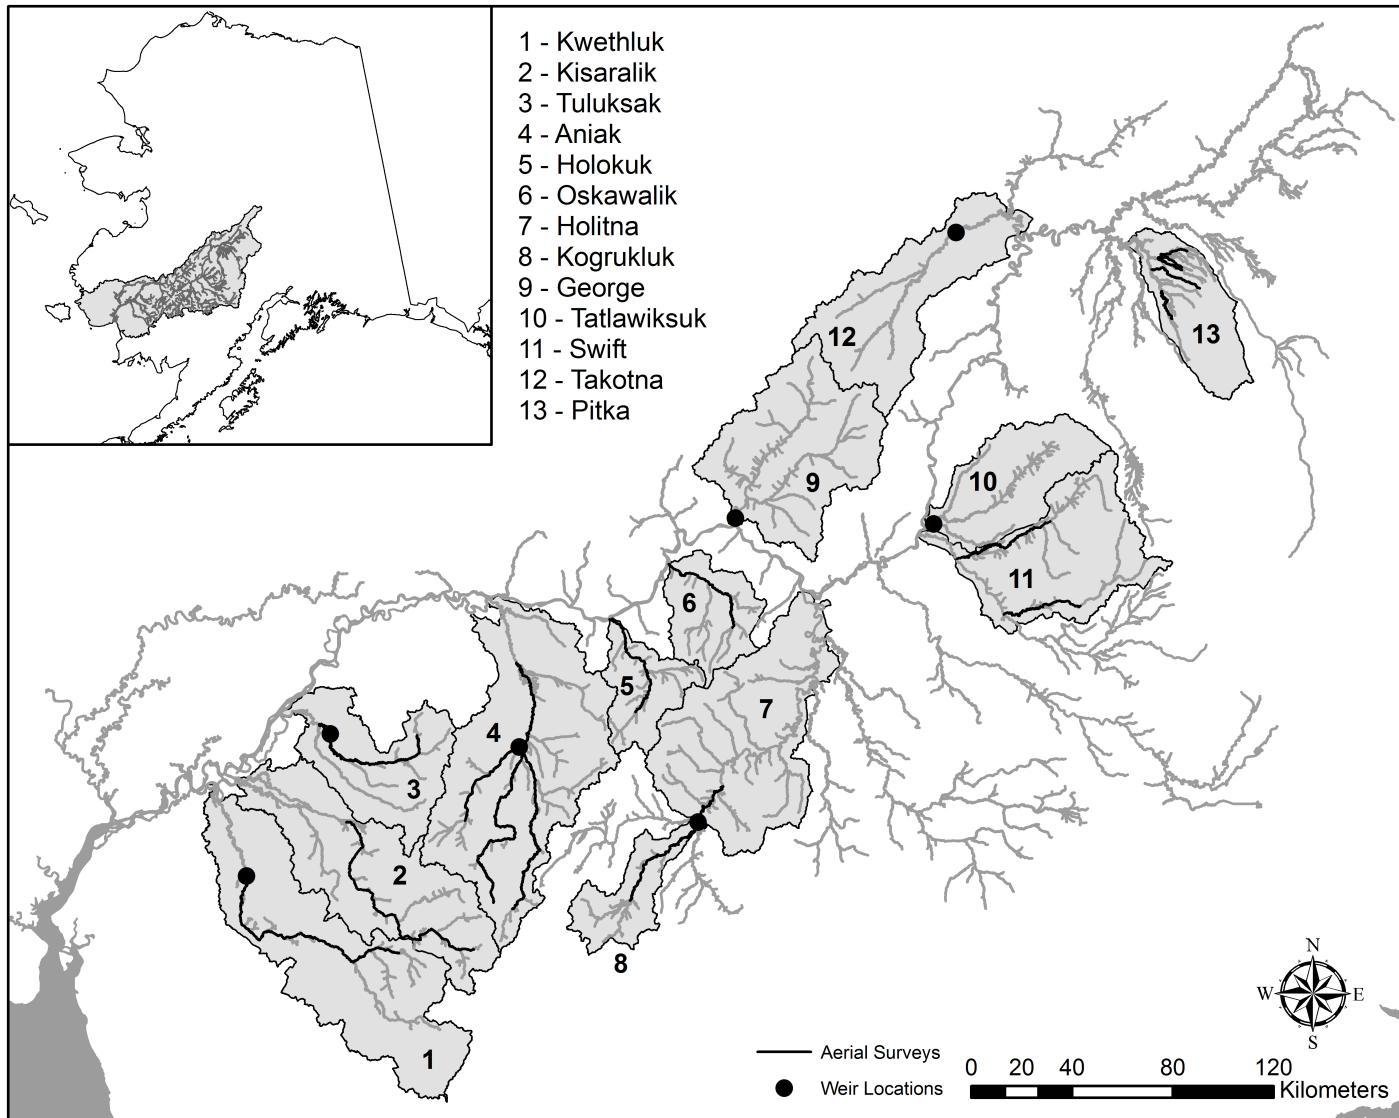 1 - Kwethluk
2 - Kisaralik
3 - Tuluksak
4 - Aniak
5 - Holokuk
6 - Oskawalik
7 - Holitna
8 - Kogrukluk
9 - George
10 - Tatlawiksuk
11 - Swift
12 - Takotna
13 - Pitka
12
13
9
10
11
6
5
7
4
3
2
8
1
N
W E
S
Aerial Surveys
Weir Locations
0 20 40 80 120
Kilometers